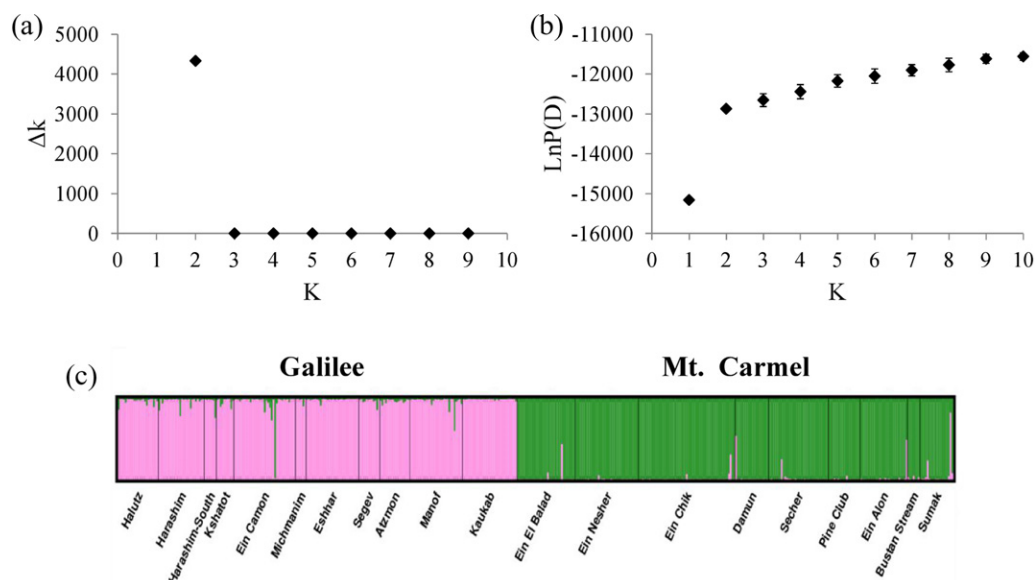 (a)
5000
4000
3000
2000
1000
0
Δk
0 1 2 3 4 5 6 7 8 9 10
K
(b)
-11000
-12000
-13000
-14000
-15000
-16000
LnP(D)
0 1 2 3 4 5 6 7 8 9 10
K
(c)
Galilee Mt. Carmel
Halutz
Harashim
Harashim-South
Kshatot
Ein Camon
Michmanim
Eshhar
Segev
Atzmon
Manof
Kaukab
Ein El Balad
Ein Nesher
Ein Chik
Damun
Secher
Pine Club
Ein Alon
Bustan Stream
Sumak